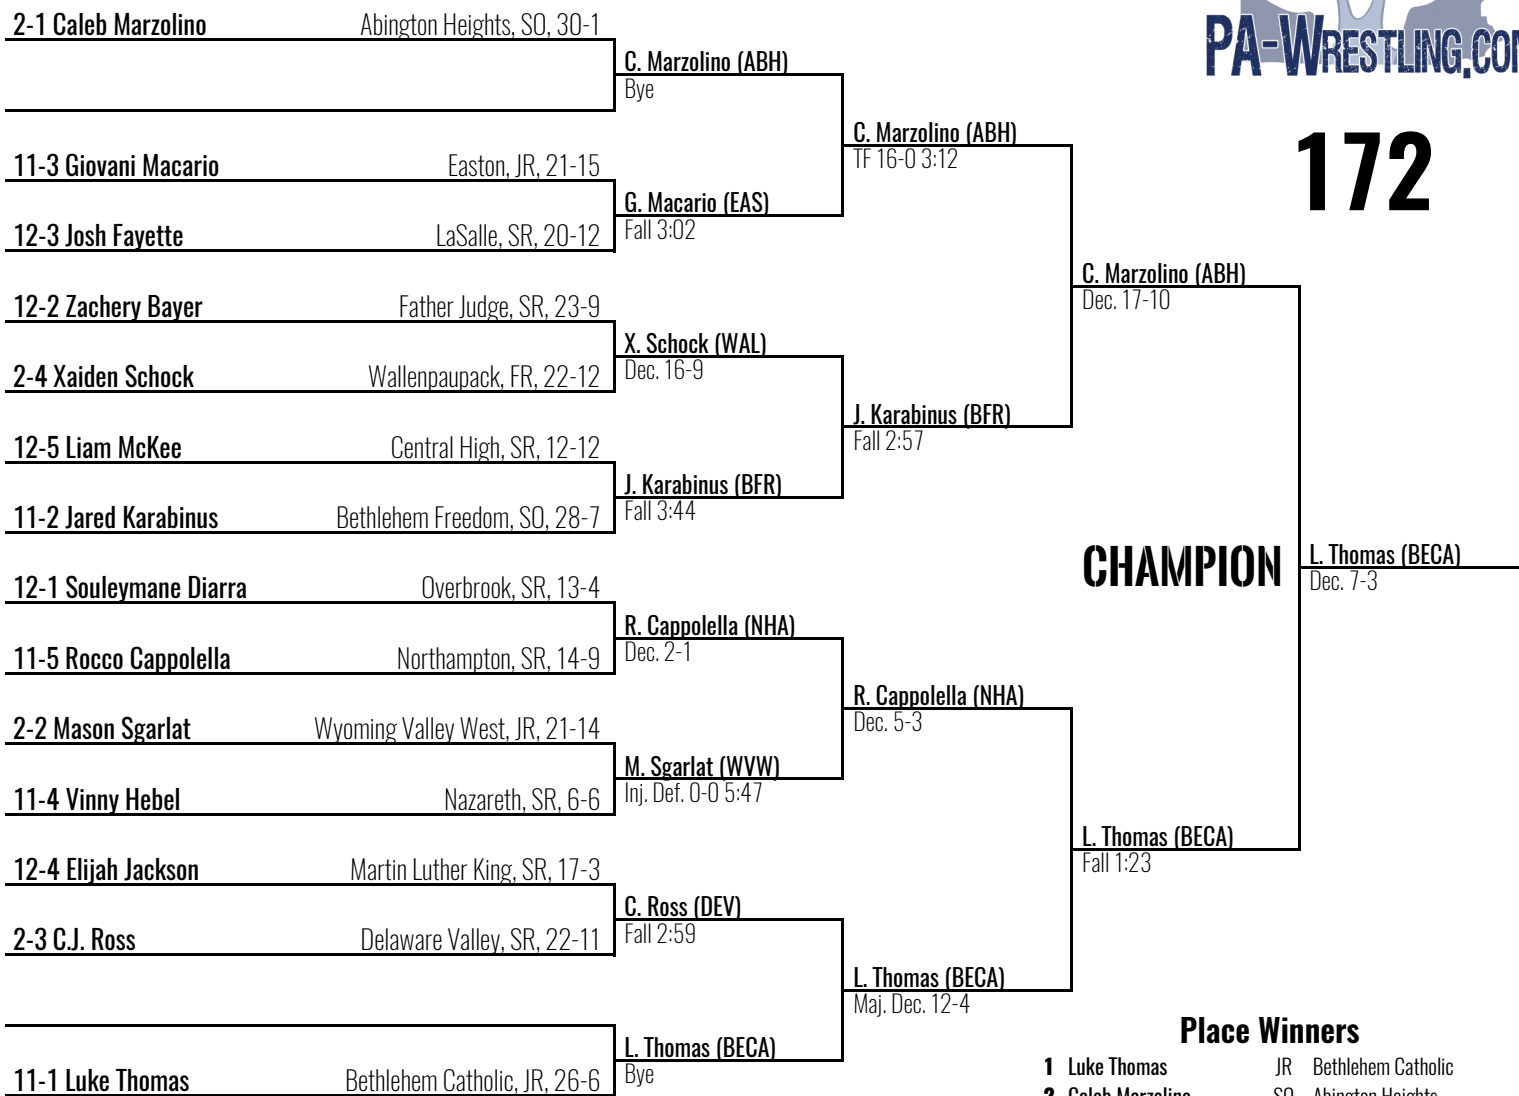 2-1 Caleb Marzolino Abington Heights, SO, 30-1
PA-WRESTLING.COM
C. Marzolino (ABH)
Bye
172
C. Marzolino (ABH)
TF 16-0 3:12
11-3 Giovani Macario Easton, JR, 21-15
G. Macario (EAS)
Fall 3:02
12-3 Josh Fayette LaSalle, SR, 20-12
C. Marzolino (ABH)
Dec. 17-10
12-2 Zachery Bayer Father Judge, SR, 23-9
X. Schock (WAL)
Dec. 16-9
2-4 Xaiden Schock Wallenpaupack, FR, 22-12
J. Karabinus (BFR)
Fall 2:57
12-5 Liam McKee Central High, SR, 12-12
J. Karabinus (BFR)
Fall 3:44
11-2 Jared Karabinus Bethlehem Freedom, SO, 28-7
CHAMPION
L. Thomas (BECA)
Dec. 7-3
12-1 Souleymane Diarra Overbrook, SR, 13-4
R. Cappolella (NHA)
Dec. 2-1
11-5 Rocco Cappolella Northampton, SR, 14-9
R. Cappolella (NHA)
Dec. 5-3
2-2 Mason Sgarlat Wyoming Valley West, JR, 21-14
M. Sgarlat (WVW)
Inj. Def. 0-0 5:47
11-4 Vinny Hebel Nazareth, SR, 6-6
L. Thomas (BECA)
Fall 1:23
12-4 Elijah Jackson Martin Luther King, SR, 17-3
C. Ross (DEV)
Fall 2:59
2-3 C.J. Ross Delaware Valley, SR, 22-11
L. Thomas (BECA)
Maj. Dec. 12-4
L. Thomas (BECA)
Bye
11-1 Luke Thomas Bethlehem Catholic, JR, 26-6
Place Winners
1 Luke Thomas JR Bethlehem Catholic
2 Caleb Marzolino SO Abington Heights